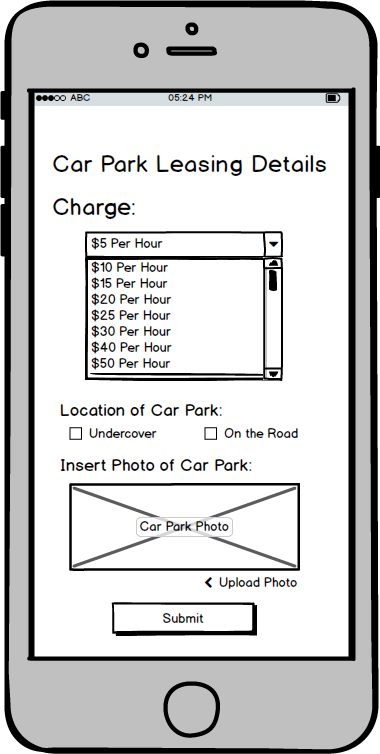 ABC 05:24 PM
Car Park Leasing Details
Charge:
$5 Per Hour
$10 Per Hour
$15 Per Hour
$20 Per Hour
$25 Per Hour
$30 Per Hour
$40 Per Hour
$50 Per Hour
Location of Car Park:
Undercover On the Road
Insert Photo of Car Park:
Car Park Photo
Upload Photo
Submit